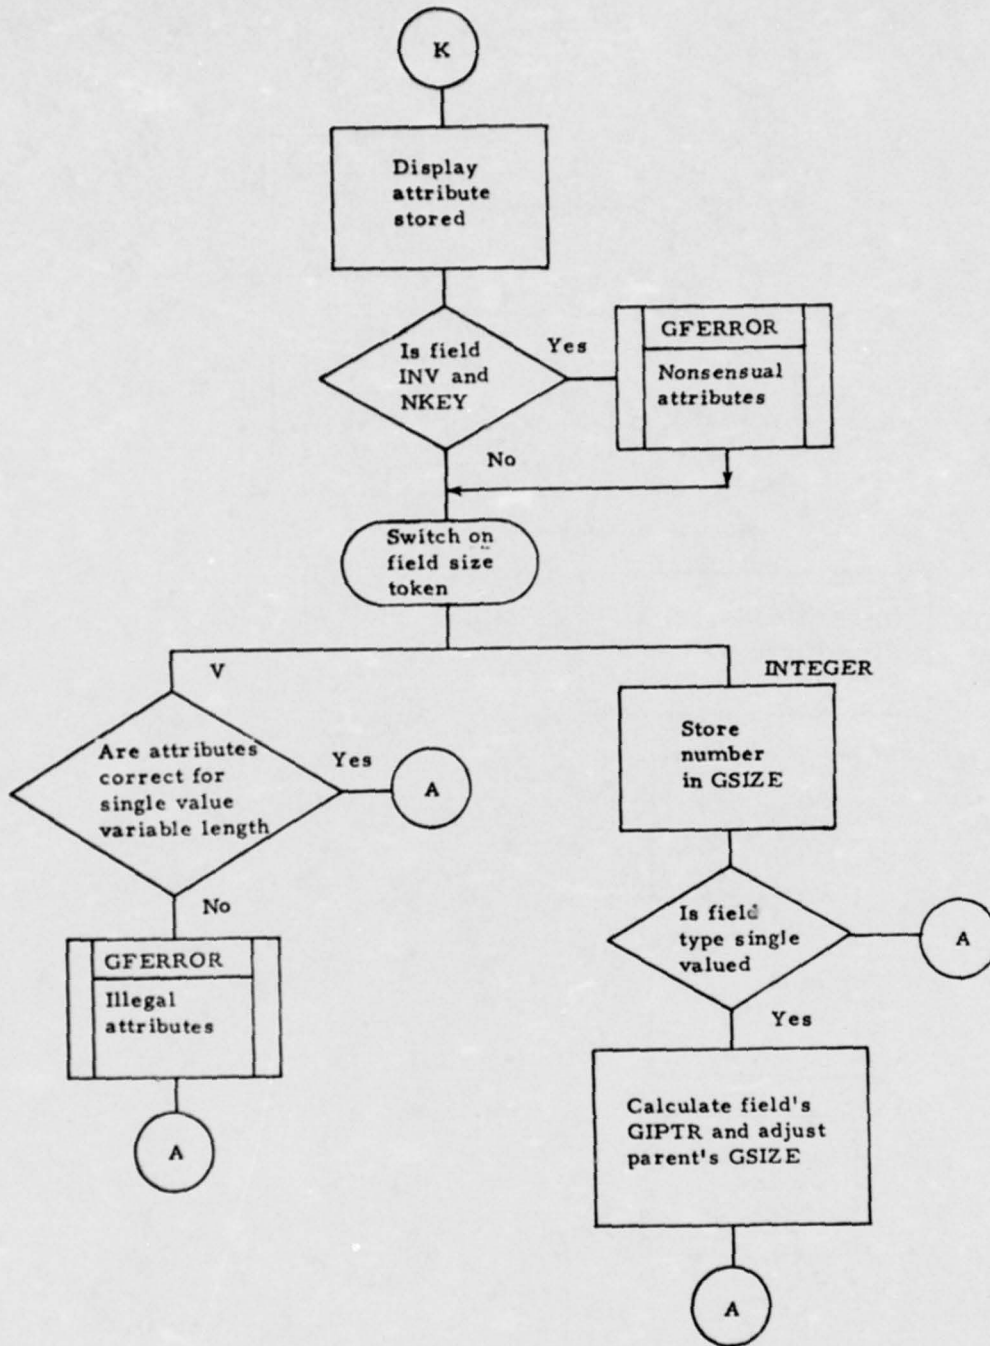 K
Display
attribute
stored
Is field
INV and
NKEY
Yes
GFERROR
Nonsensual
attributes
No
Switch on
field size
token
V
INTEGER
Are attributes
correct for
single value
variable length
Yes
A
Store
number
in GSIZE
No
Is field
type single
valued
A
GFERROR
Illegal
attributes
Yes
Calculate field's
GIPTR and adjust
parent's GSIZE
A
A